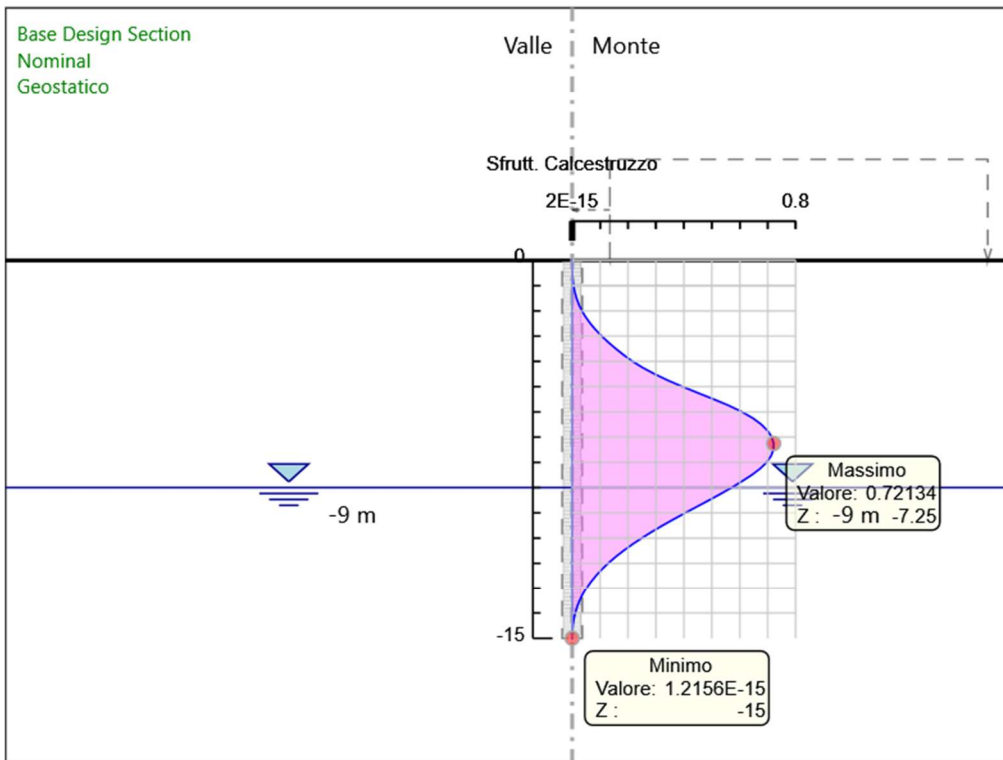 Base Design Section
Nominal
Geostatico
Valle
Monte
Sfrutt. Calcestruzzo
2E-15
0.8
0
-9 m
Massimo
Valore: 0.72134
Z : -9 m -7.25
-15
Minimo
Valore: 1.2156E-15
Z : -15